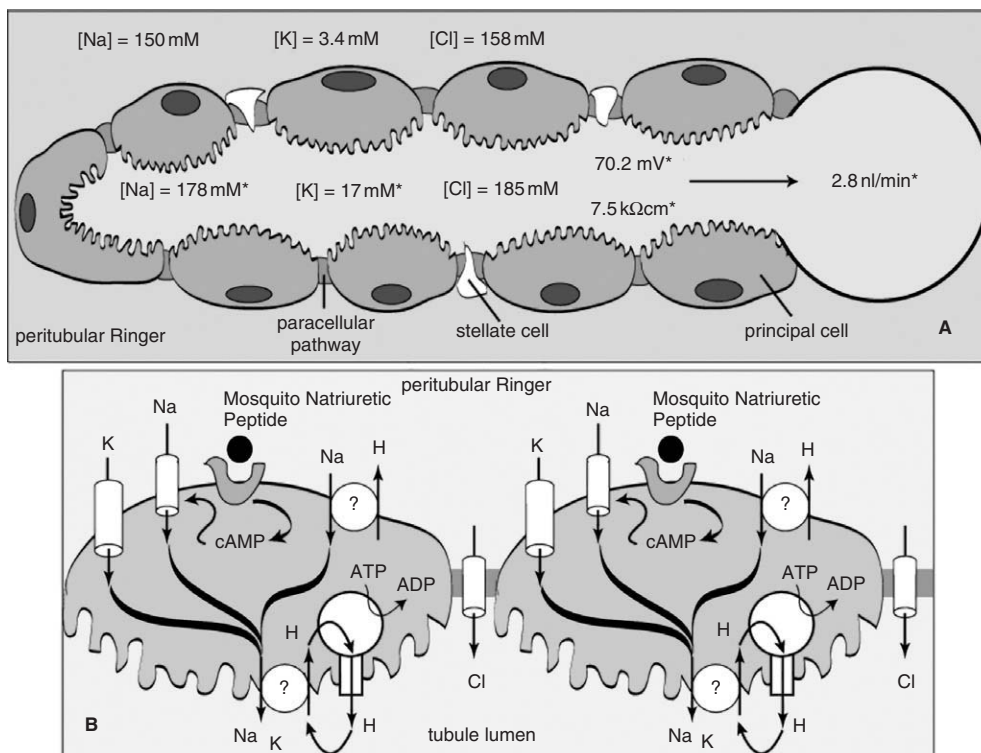 [Na] = 150 mM [K] = 3.4 mM [Cl] = 158 mM
70.2 mV*
[Na] = 178 mM* [K] = 17 mM* [Cl] = 185 mM
2.8 nl/min*
7.5 kΩcm*
peritubular Ringer
paracellular
pathway
stellate cell
principal cell
A
peritubular Ringer
Mosquito Natriuretic
Peptide
Na
K
Na
H
?
cAMP
ATP
ADP
H
?
Na
K
H
Cl
Mosquito Natriuretic
Peptide
Na
K
Na
H
?
cAMP
ATP
ADP
H
?
Na
K
H
Cl
B
tubule lumen